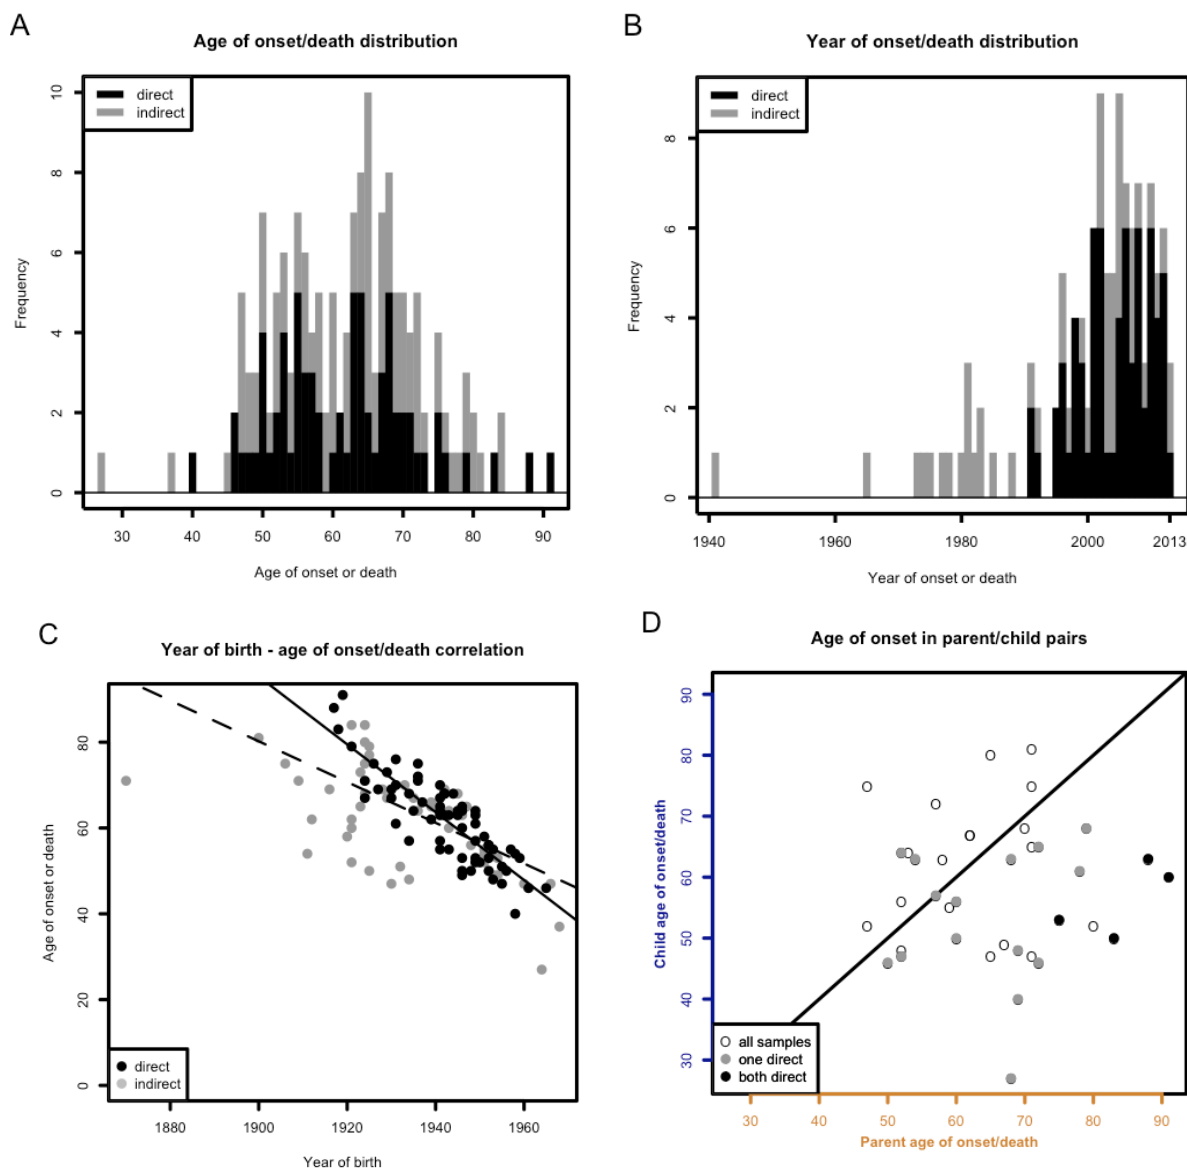 A
Age of onset/death distribution
direct
indirect
Frequency
0
2
4
6
8
10
30
40
50
60
70
80
90
Age of onset or death
B
Year of onset/death distribution
direct
indirect
Frequency
0
2
4
6
8
1940
1960
1980
2000
2013
Year of onset or death
C
Year of birth - age of onset/death correlation
Age of onset or death
0
20
40
60
80
direct
indirect
1880
1900
1920
1940
1960
Year of birth
D
Age of onset in parent/child pairs
Child age of onset/death
30
40
50
60
70
80
90
all samples
one direct
both direct
30
40
50
60
70
80
90
Parent age of onset/death